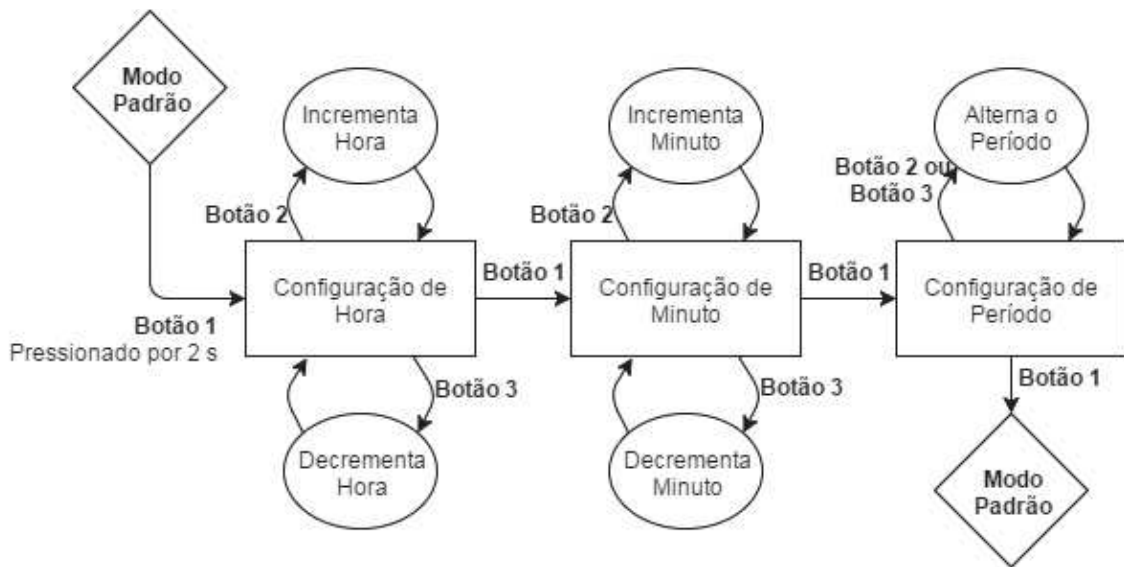 Modo
Padrão
Incrementa
Hora
Incrementa
Minuto
Alterna o
Período
Botão 2
Botão 2
Botão 2 ou
Botão 3
Configuração de
Hora
Botão 1
Configuração de
Minuto
Botão 1
Configuração de
Período
Botão 1
Pressionado por 2 s
Botão 3
Botão 3
Botão 1
Decrementa
Hora
Decrementa
Minuto
Modo
Padrão